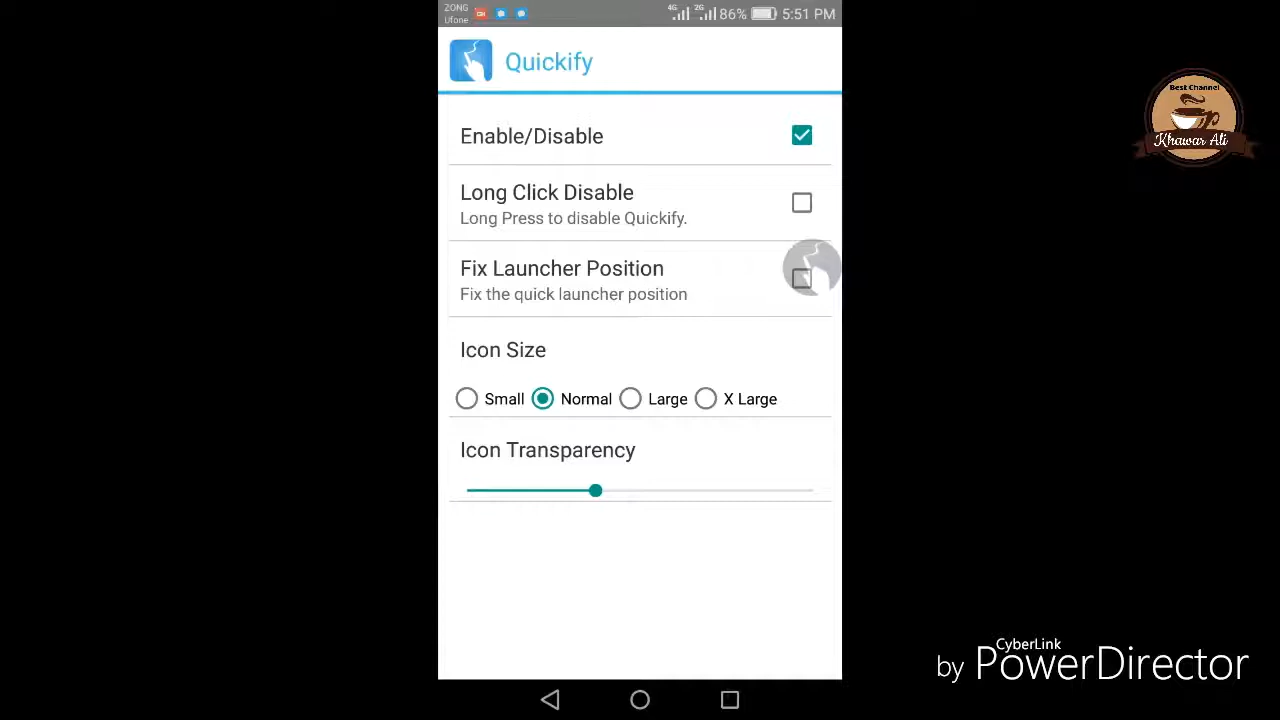 ZONG
Ufone
4G 2G 86% 5:51 PM
Quickify
Enable/Disable
Long Click Disable
Long Press to disable Quickify.
Fix Launcher Position
Fix the quick launcher position
Icon Size
Small Normal Large X Large
Icon Transparency
Best Channel
Khawar Ali
CyberLink
by PowerDirector